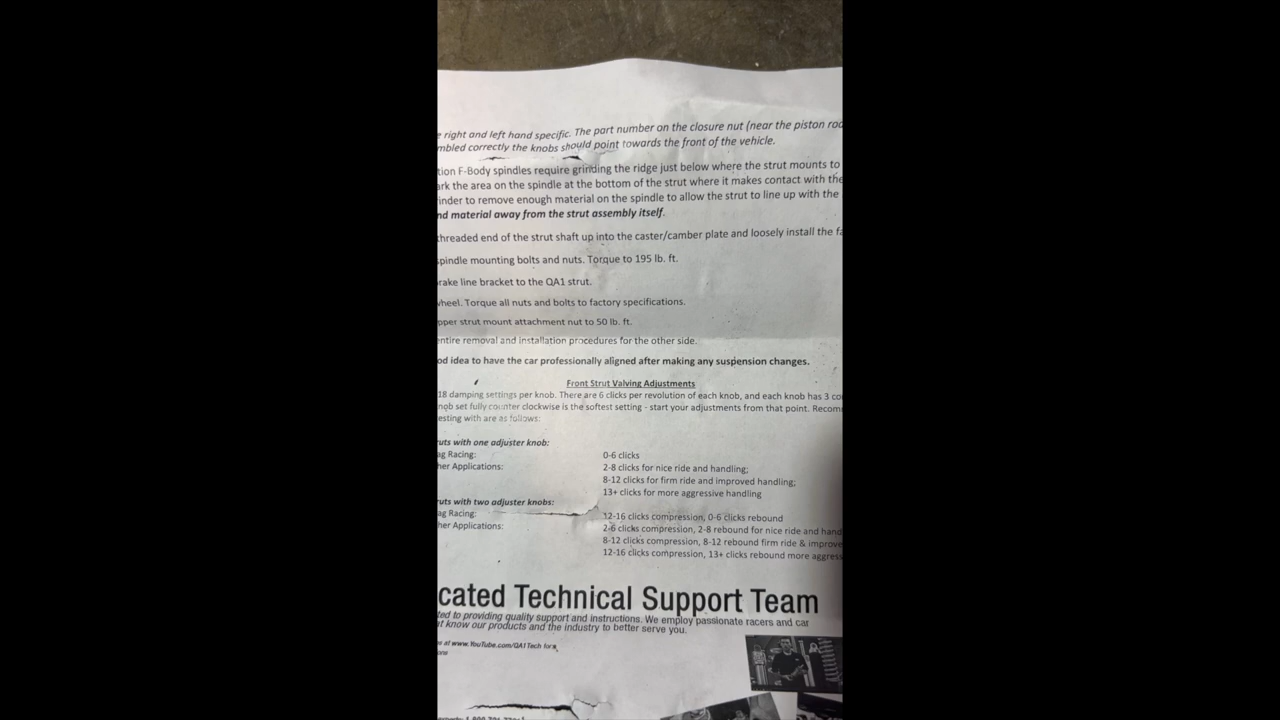 right and left hand specific. The part number on the closure nut (near the piston
mbled correctly the knobs should point towards the front of the vehicle.
tion F-Body spindles require grinding the ridge just below where the strut mounts to
ark the area on the spindle at the bottom of the strut where it makes contact with the
inder to remove enough material on the spindle to allow the strut to line up with the
nd material away from the strut assembly itself.
threaded end of the strut shaft up into the caster/camber plate and loosely install the fa
spindle mounting bolts and nuts. Torque to 195 lb. ft.
rake line bracket to the QA1 strut.
wheel. Torque all nuts and bolts to factory specifications.
pper strut mount attachment nut to 50 lb. ft.
entire removal and installation procedures for the other side.
od idea to have the car professionally aligned after making any suspension changes.
Front Strut Valving Adjustments
18 damping settings per knob. There are 6 clicks per revolution of each knob, and each knob has 3 co
nob set fully counter clockwise is the softest setting - start your adjustments from that point. Recom
esting with are as follows:
uts with one adjuster knob:
ag Racing: 0-6 clicks
her Applications: 2-8 clicks for nice ride and handling;
8-12 clicks for firm ride and improved handling;
13+ clicks for more aggressive handling
uts with two adjuster knobs:
ag Racing: 12-16 clicks compression, 0-6 clicks rebound
her Applications: 2-6 clicks compression, 2-8 rebound for nice ride and hand
8-12 clicks compression, 8-12 rebound firm ride & improve
12-16 clicks compression, 13+ clicks rebound more aggress
cated Technical Support Team
ted to providing quality support and instructions. We employ passionate racers and car
at know our products and the industry to better serve you.
at www.YouTube.com/QA1Tech for